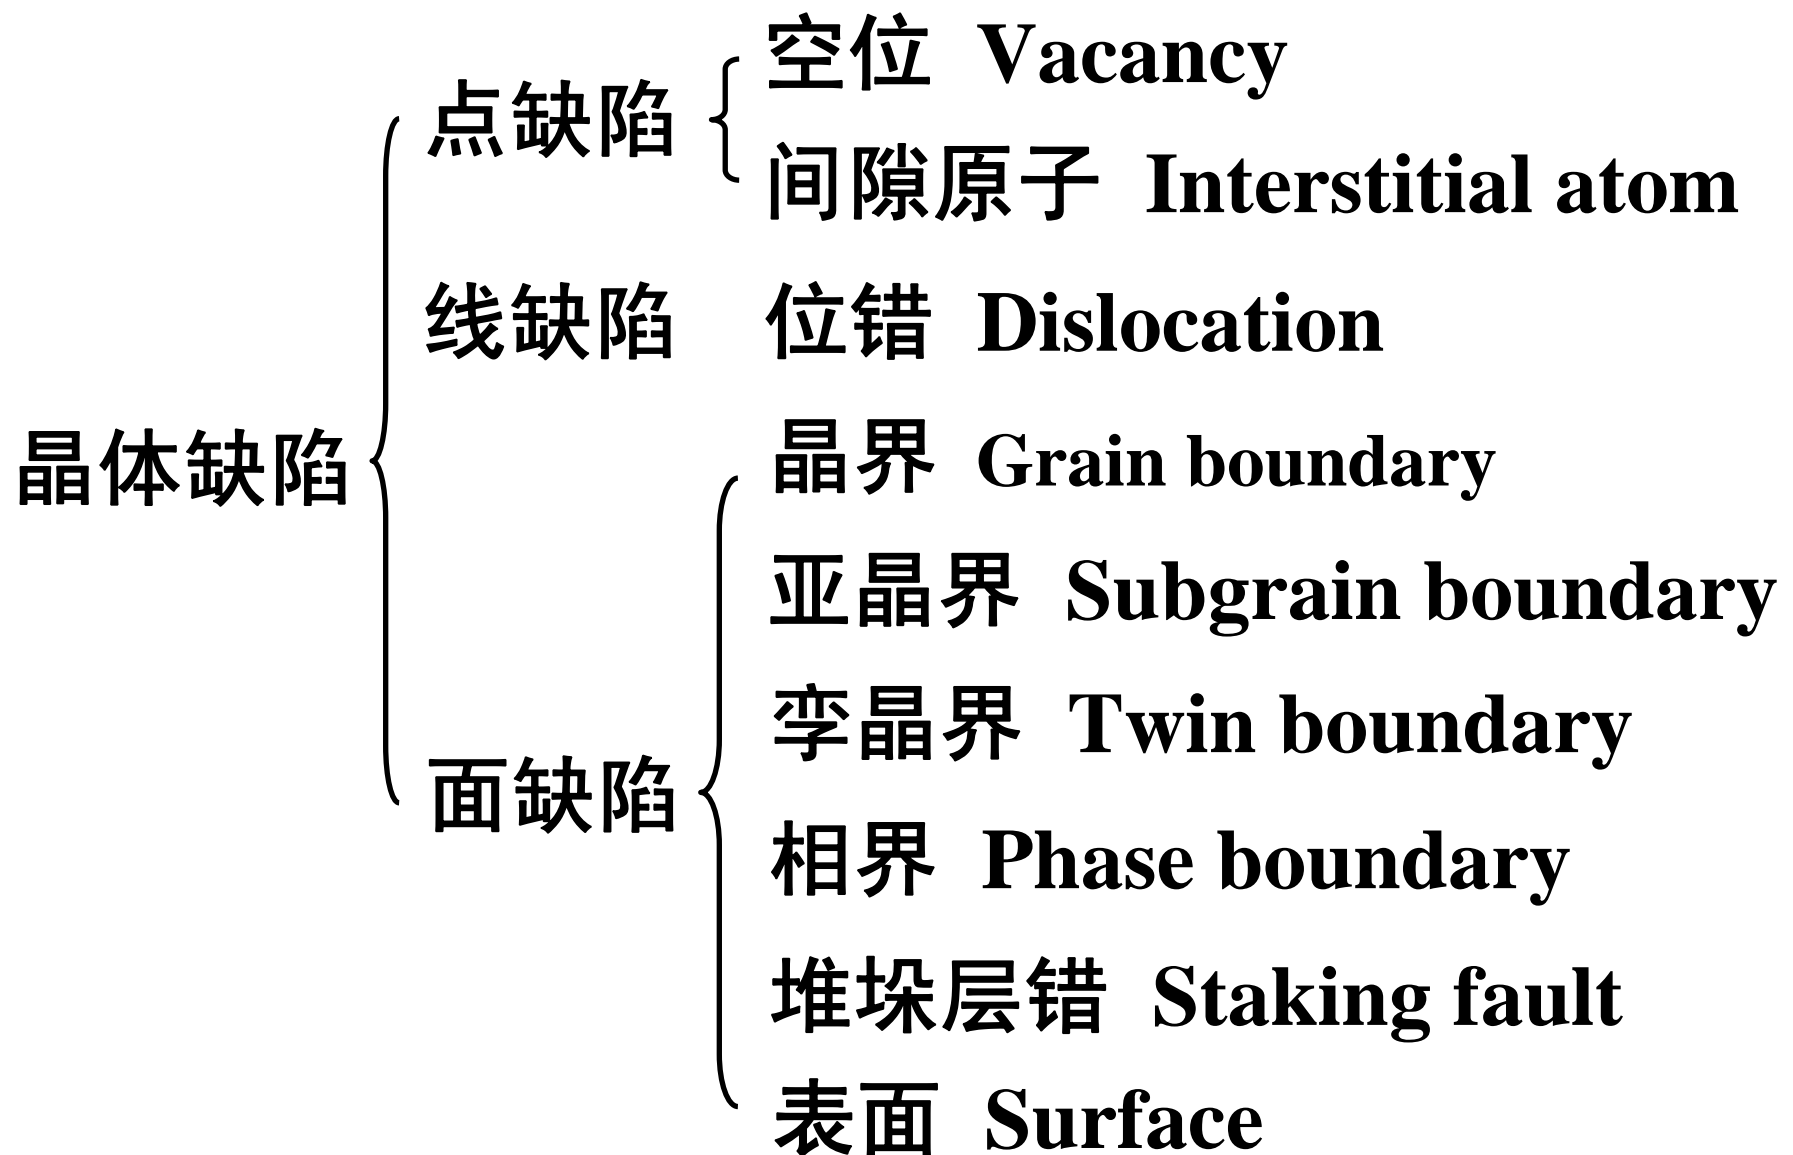 空位 Vacancy
点缺陷
间隙原子 Interstitial atom
线缺陷 位错 Dislocation
晶体缺陷
晶界 Grain boundary
亚晶界 Subgrain boundary
孪晶界 Twin boundary
面缺陷
相界 Phase boundary
堆垛层错 Staking fault
表面 Surface